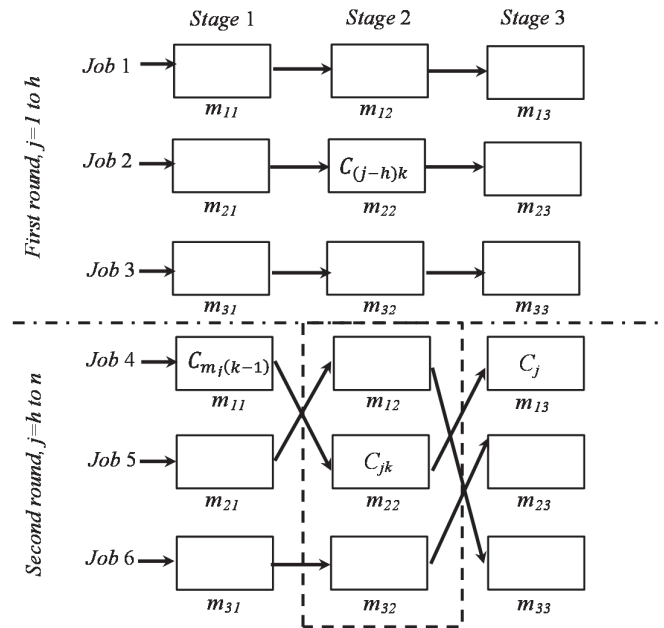 Stage 1 Stage 2 Stage 3
First round, j=1 to h
Job 1
m11 m12 m13
Job 2 C(j−h)k
m21 m22 m23
Job 3
m31 m32 m33
Second round, j=h to n
Job 4 Cmj(k−1) Cj
m11 m12 m13
Job 5 Cjk
m21 m22 m23
Job 6
m31 m32 m33